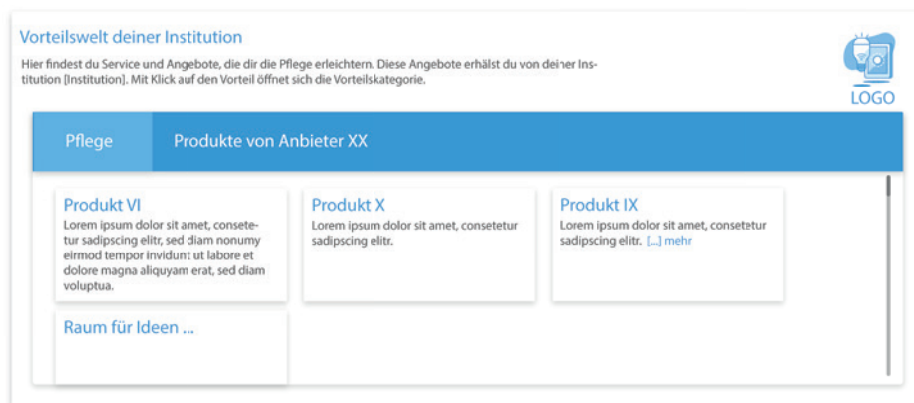 Vorteilswelt deiner Institution
Hier findest du Service und Angebote, die dir die Pflege erleichtern. Diese Angebote erhälst du von deiner Ins-
titution [Institution]. Mit Klick auf den Vorteil öffnet sich die Vorteilskategorie.
LOGO
Pflege
Produkte von Anbieter XX
Produkt VI
Lorem ipsum dolor sit amet, consete-
tur sadipscing elitr, sed diam nonumy
eirmod tempor invidunt ut labore et
dolore magna aliquyam erat, sed diam
voluptua.
Produkt X
Lorem ipsum dolor sit amet, consetetur
sadipscing elitr.
Produkt IX
Lorem ipsum dolor sit amet, consetetur
sadipscing elitr. [...] mehr
Raum für Ideen ...